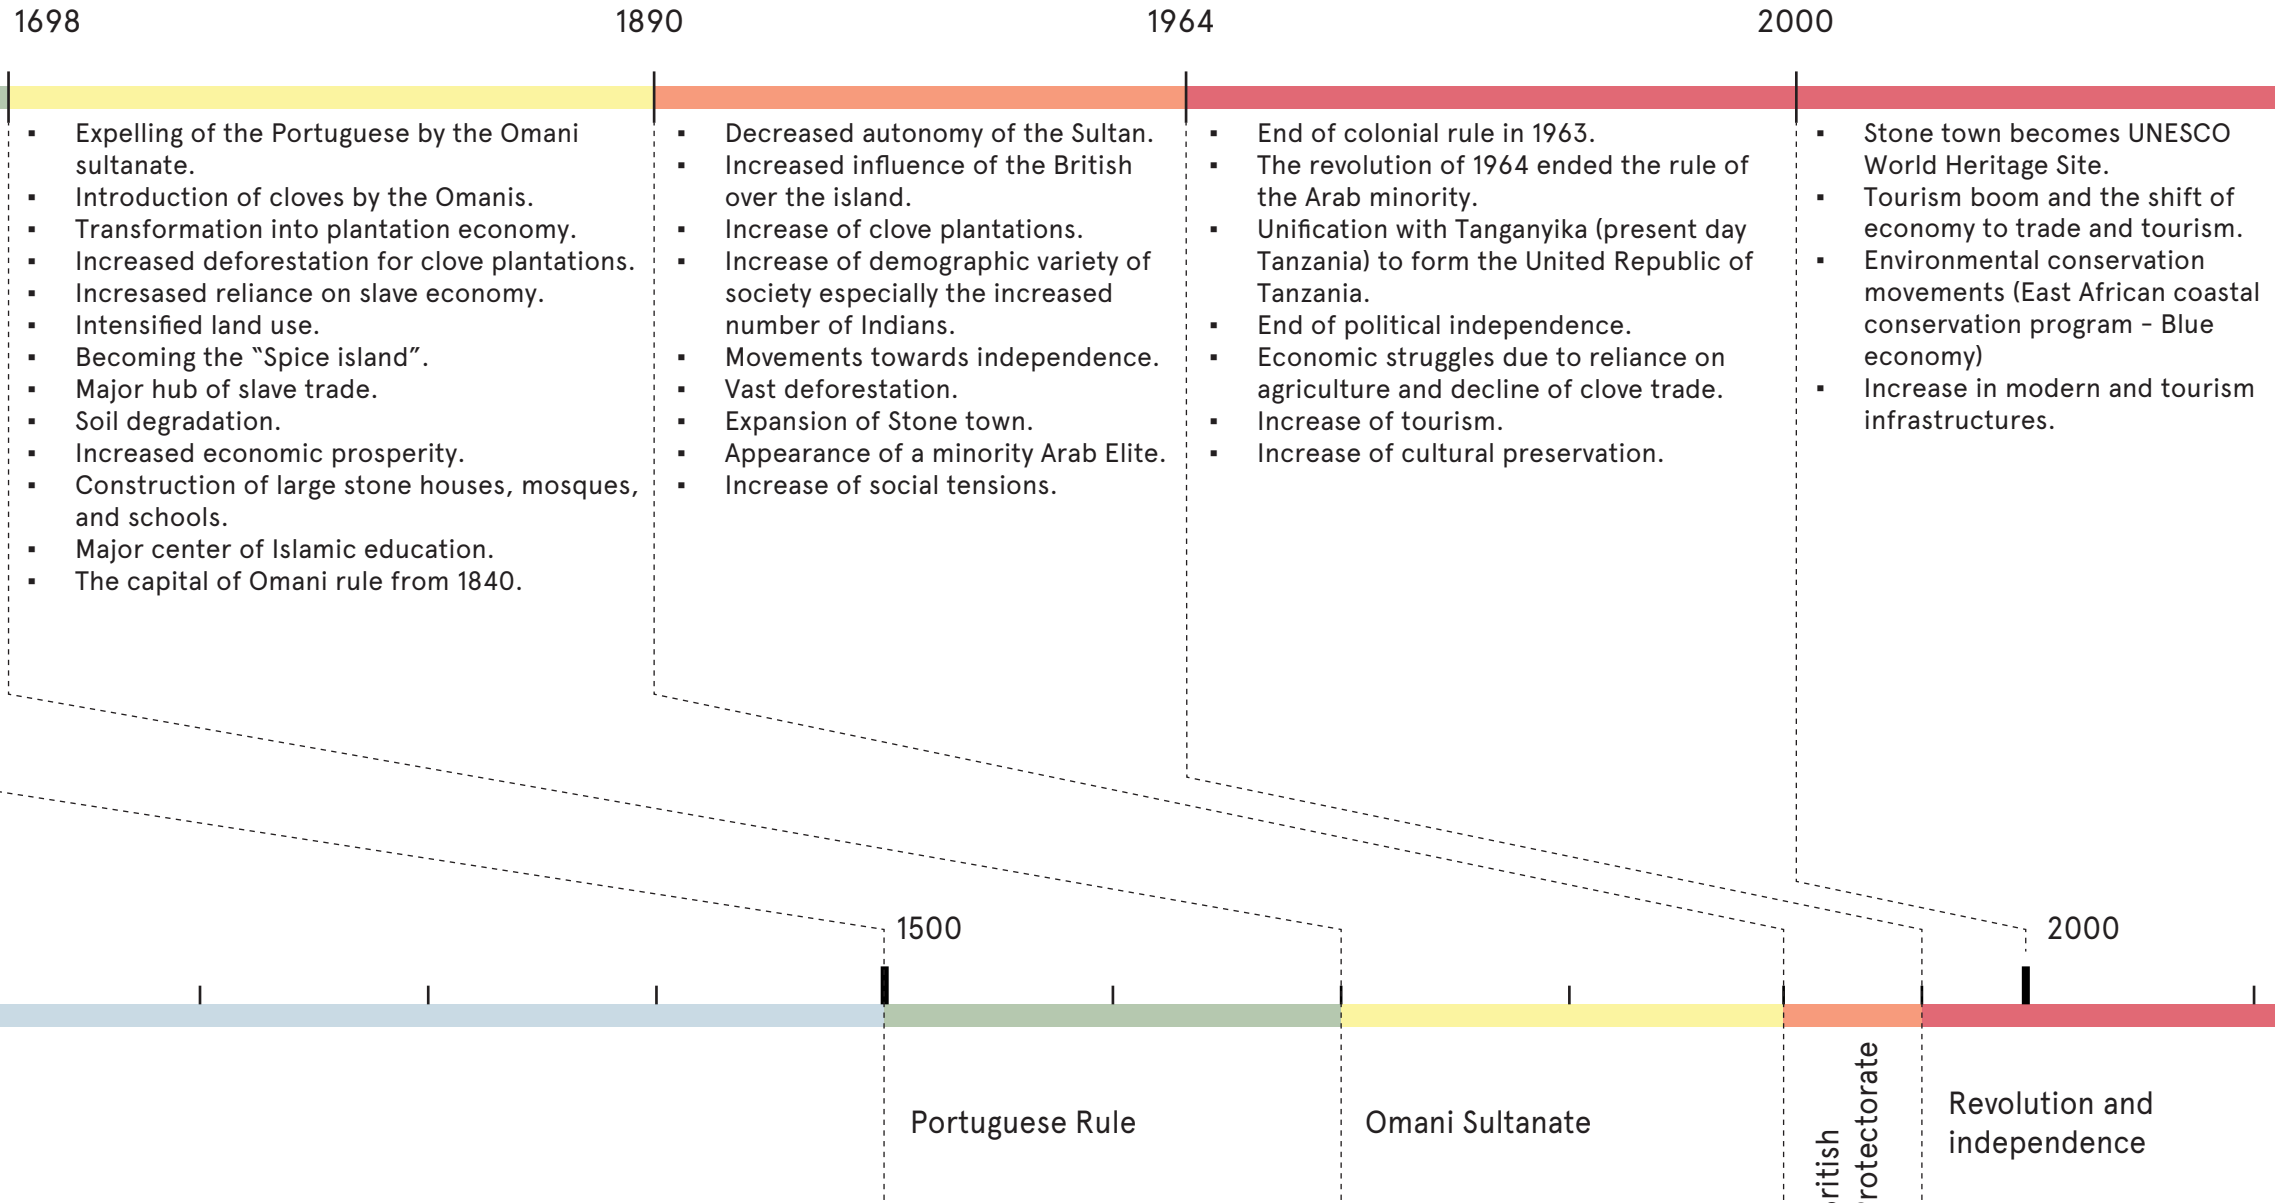 1698
1890
1964
2000
▪ Expelling of the Portuguese by the Omani
sultanate.
▪ Introduction of cloves by the Omanis.
▪ Transformation into plantation economy.
▪ Increased deforestation for clove plantations.
▪ Incresased reliance on slave economy.
▪ Intensified land use.
▪ Becoming the “Spice island”.
▪ Major hub of slave trade.
▪ Soil degradation.
▪ Increased economic prosperity.
▪ Construction of large stone houses, mosques,
and schools.
▪ Major center of Islamic education.
▪ The capital of Omani rule from 1840.
▪ Decreased autonomy of the Sultan.
▪ Increased influence of the British
over the island.
▪ Increase of clove plantations.
▪ Increase of demographic variety of
society especially the increased
number of Indians.
▪ Movements towards independence.
▪ Vast deforestation.
▪ Expansion of Stone town.
▪ Appearance of a minority Arab Elite.
▪ Increase of social tensions.
▪ End of colonial rule in 1963.
▪ The revolution of 1964 ended the rule of
the Arab minority.
▪ Unification with Tanganyika (present day
Tanzania) to form the United Republic of
Tanzania.
▪ End of political independence.
▪ Economic struggles due to reliance on
agriculture and decline of clove trade.
▪ Increase of tourism.
▪ Increase of cultural preservation.
▪ Stone town becomes UNESCO
World Heritage Site.
▪ Tourism boom and the shift of
economy to trade and tourism.
▪ Environmental conservation
movements (East African coastal
conservation program - Blue
economy)
▪ Increase in modern and tourism
infrastructures.
1500
2000
Portuguese Rule
Omani Sultanate
ritish
rotectorate
Revolution and
independence